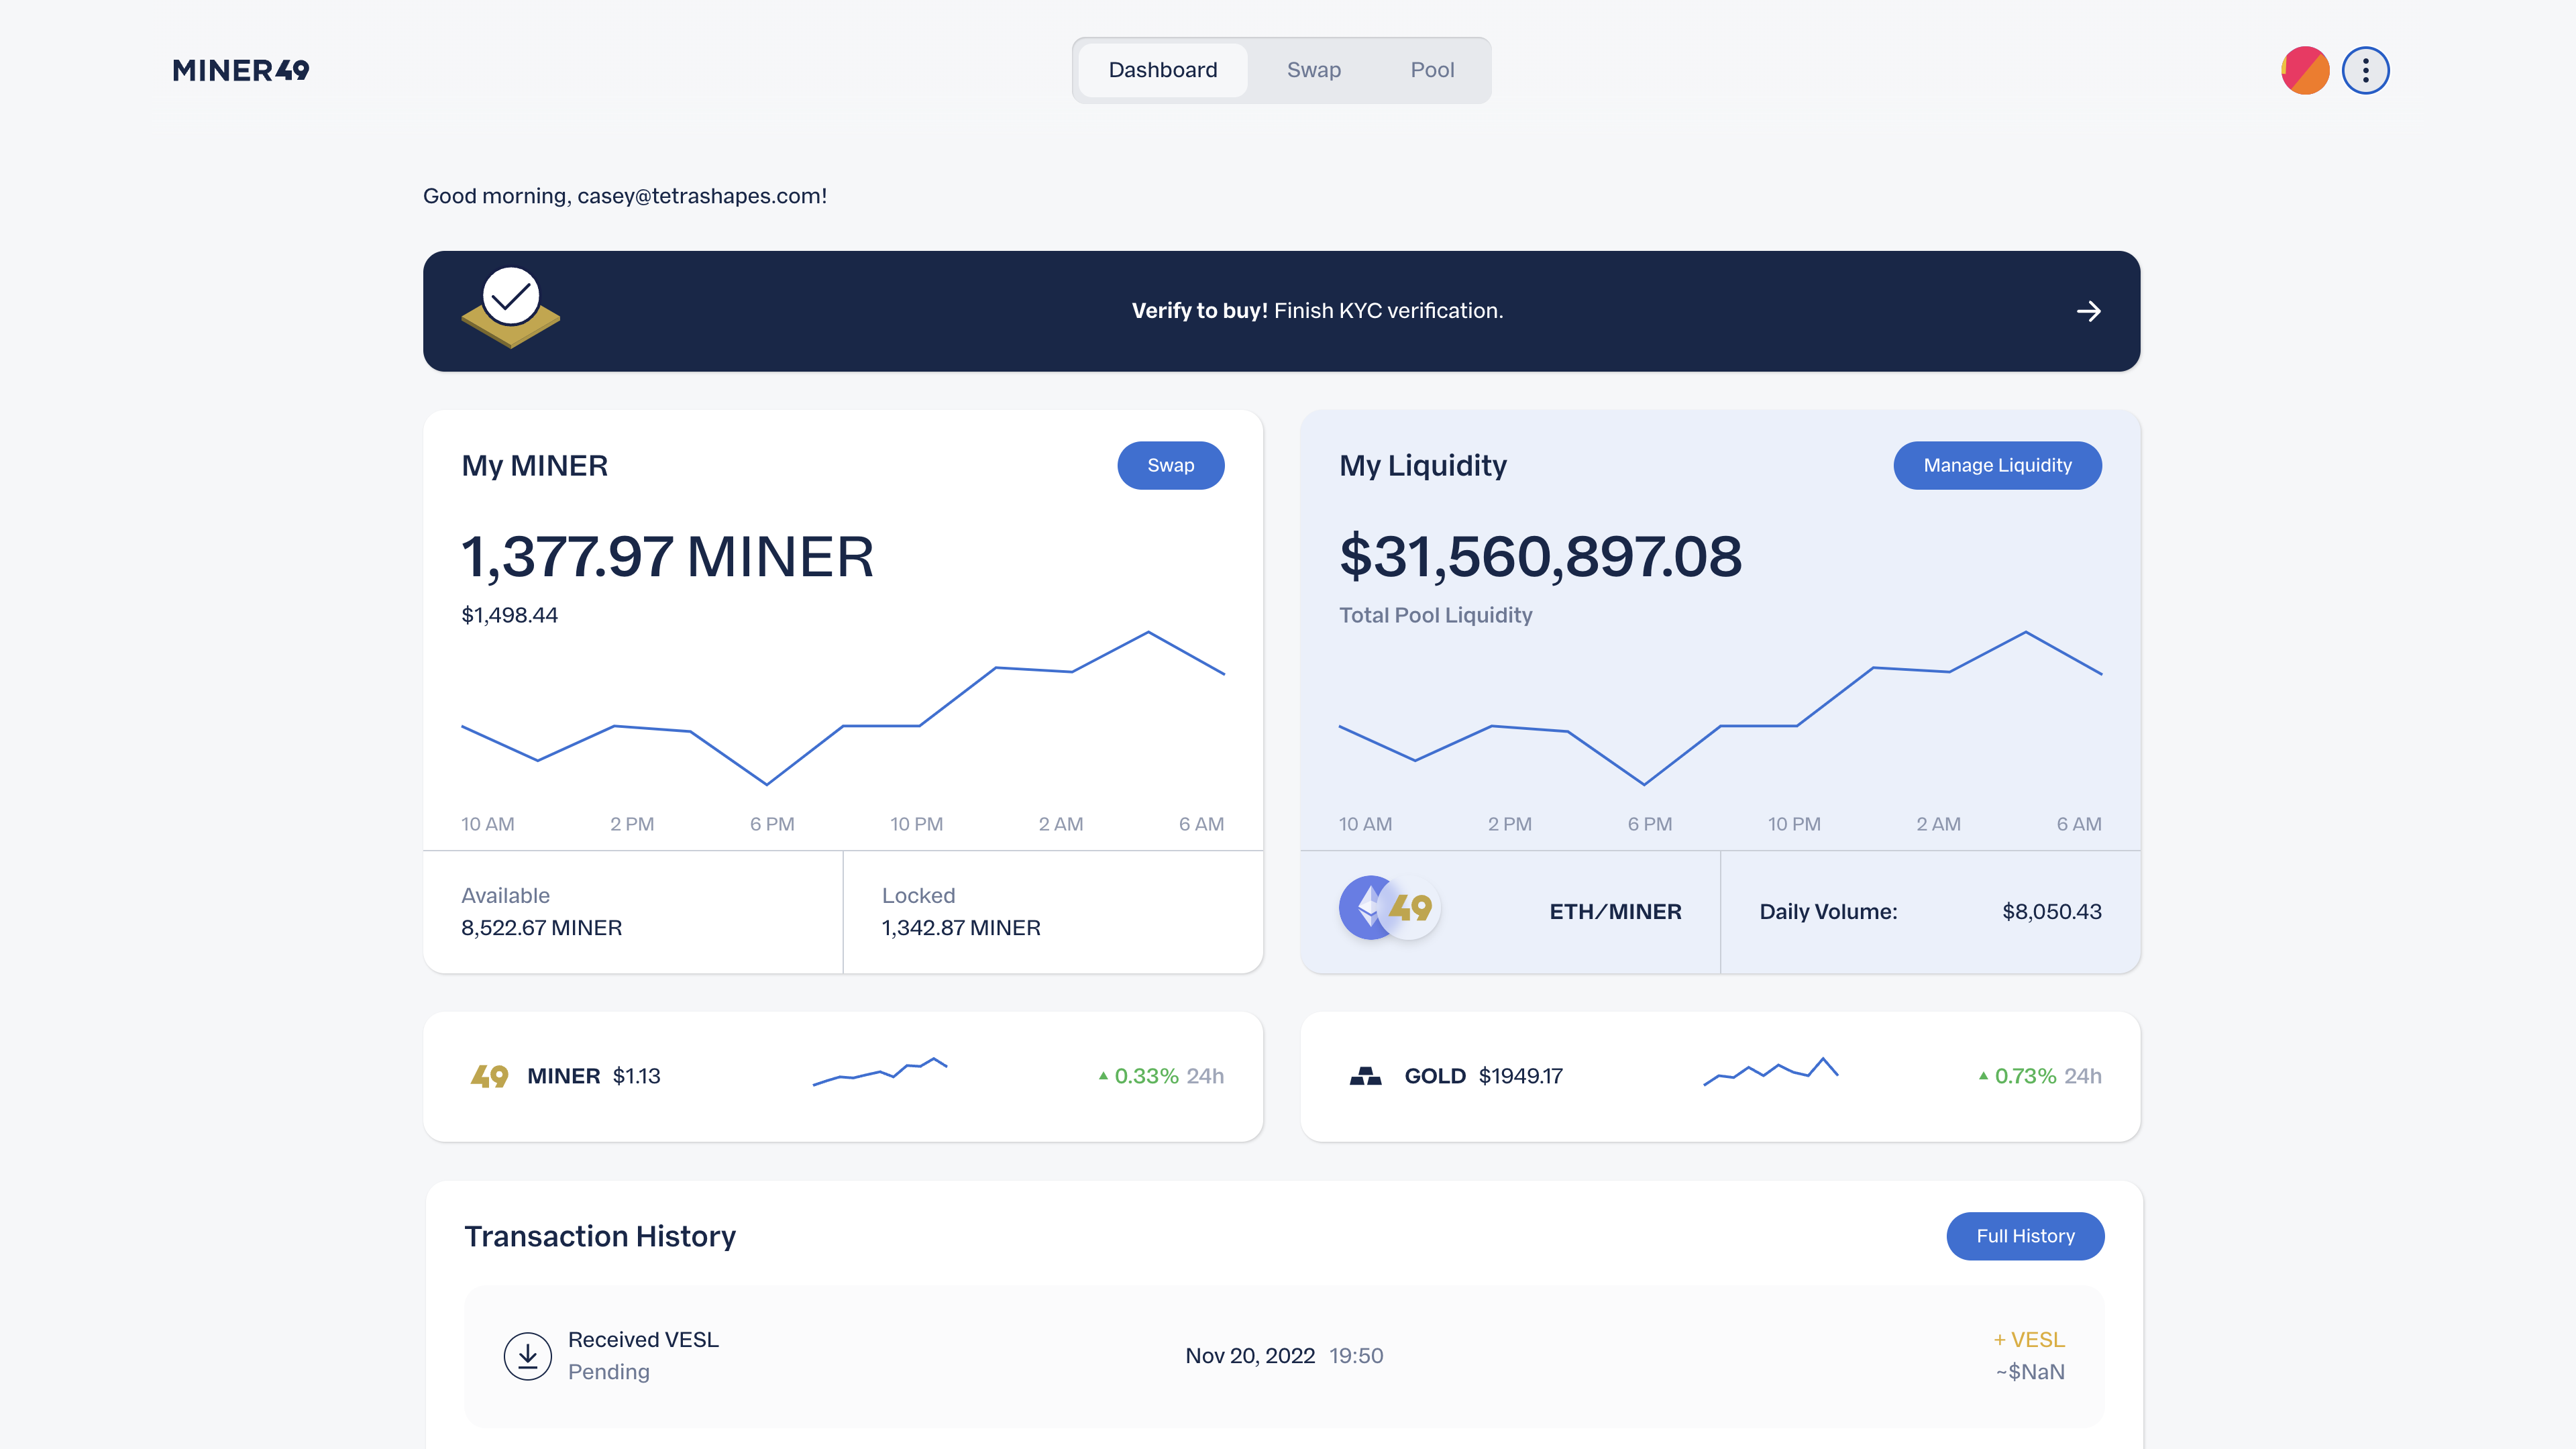 MINER49
Dashboard
Swap
Pool
Good morning, casey@tetrashapes.com!
Verify to buy! Finish KYC verification.
My MINER
Swap
1,377.97 MINER
$1,498.44
10 AM
2 PM
6 PM
10 PM
2 AM
6 AM
Available
8,522.67 MINER
Locked
1,342.87 MINER
My Liquidity
Manage Liquidity
$31,560,897.08
Total Pool Liquidity
10 AM
2 PM
6 PM
10 PM
2 AM
6 AM
49
ETH/MINER
Daily Volume:
$8,050.43
49
MINER $1.13
0.33% 24h
GOLD $1949.17
0.73% 24h
Transaction History
Full History
Received VESL
Pending
Nov 20, 2022 19:50
+ VESL
~$NaN